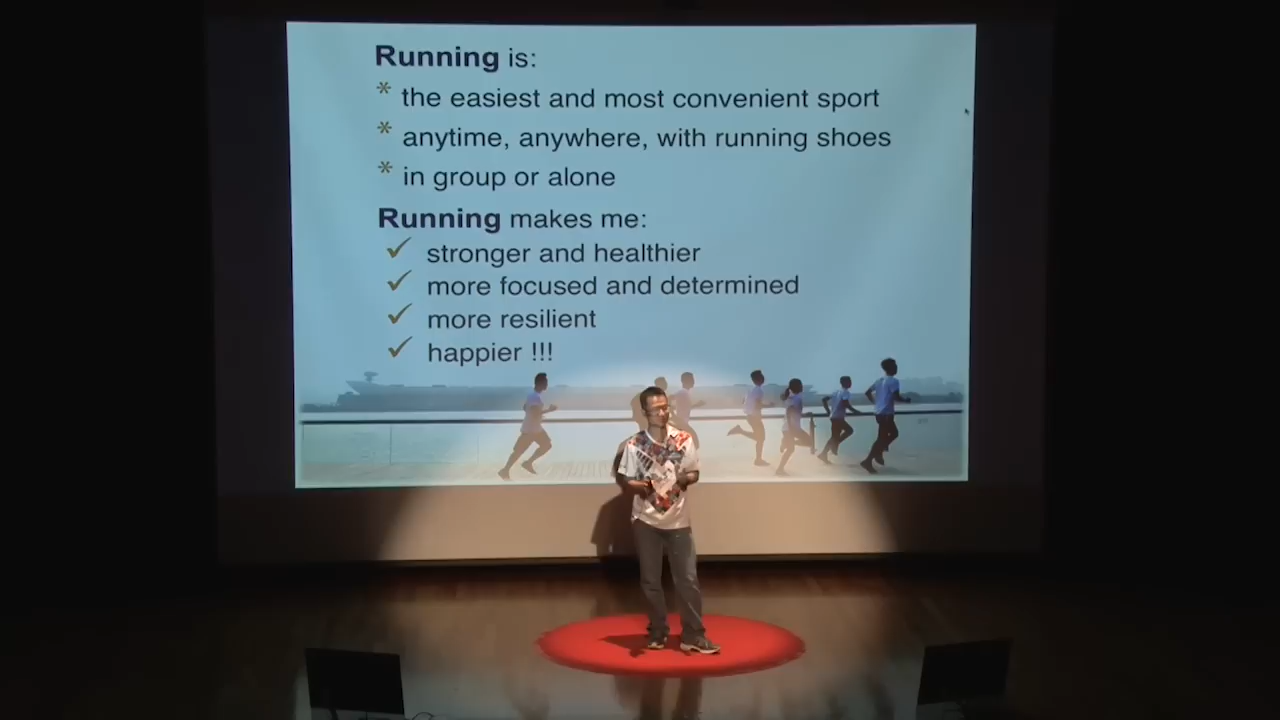 Running is:
* the easiest and most convenient sport
* anytime, anywhere, with running shoes
* in group or alone
Running makes me:
✓ stronger and healthier
✓ more focused and determined
✓ more resilient
✓ happier !!!